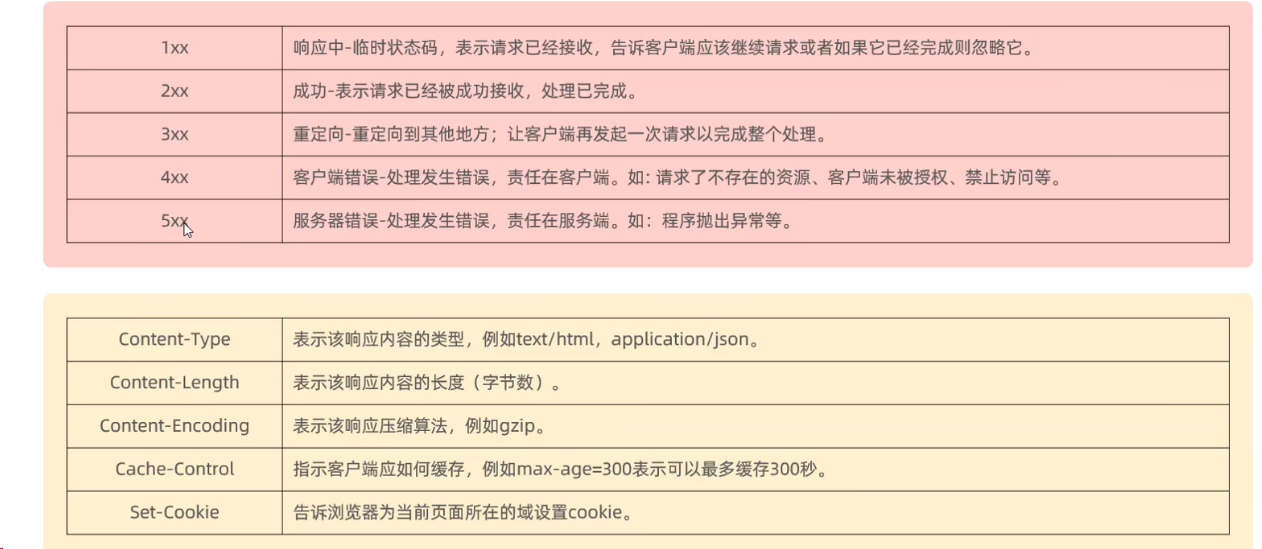 1xx 响应中-临时状态码，表示请求已经接收，告诉客户端应该继续请求或者如果它已经完成则忽略它。
2xx 成功-表示请求已经被成功接收，处理已完成。
3xx 重定向-重定向到其他地方；让客户端再发起一次请求以完成整个处理。
4xx 客户端错误-处理发生错误，责任在客户端。如：请求了不存在的资源、客户端未被授权、禁止访问等。
5xx 服务器错误-处理发生错误，责任在服务端。如：程序抛出异常等。
Content-Type 表示该响应内容的类型，例如text/html，application/json。
Content-Length 表示该响应内容的长度（字节数）。
Content-Encoding 表示该响应压缩算法，例如gzip。
Cache-Control 指示客户端应如何缓存，例如max-age=300表示可以最多缓存300秒。
Set-Cookie 告诉浏览器为当前页面所在的域设置cookie。